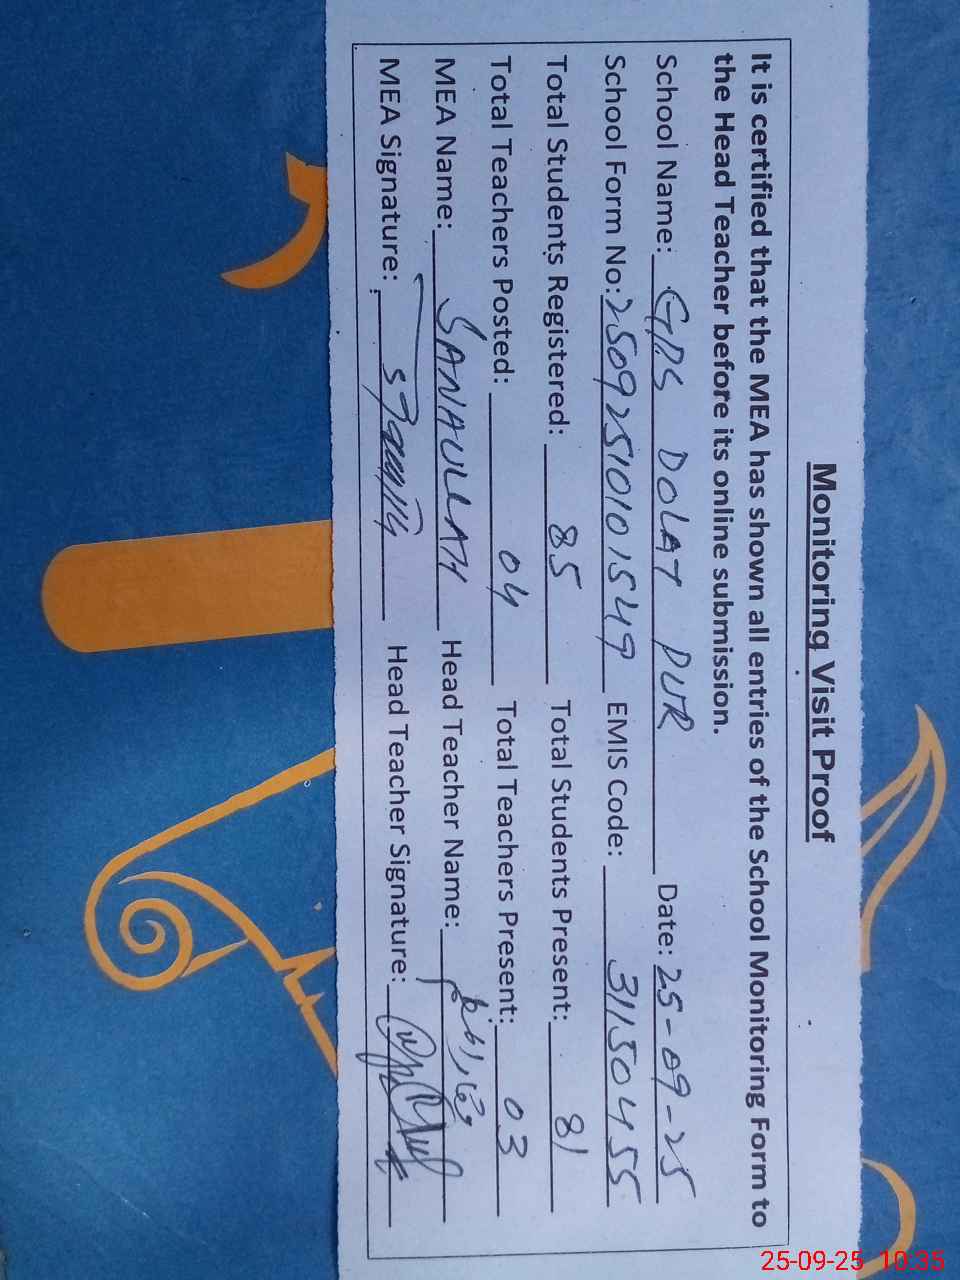 Monitoring Visit Proof
It is certified that the MEA has shown all entries of the School Monitoring Form to
the Head Teacher before its online submission.
School Name: G.P.S DOLAT PUR Date: 25-09-25
School Form No: 25092510101549 EMIS Code: 31150455
Total Students Registered: 85 Total Students Present: 81
Total Teachers Posted: 04 Total Teachers Present: 03
MEA Name: SANAULLAH Head Teacher Name:
MEA Signature: Head Teacher Signature:
25-09-25 10:35